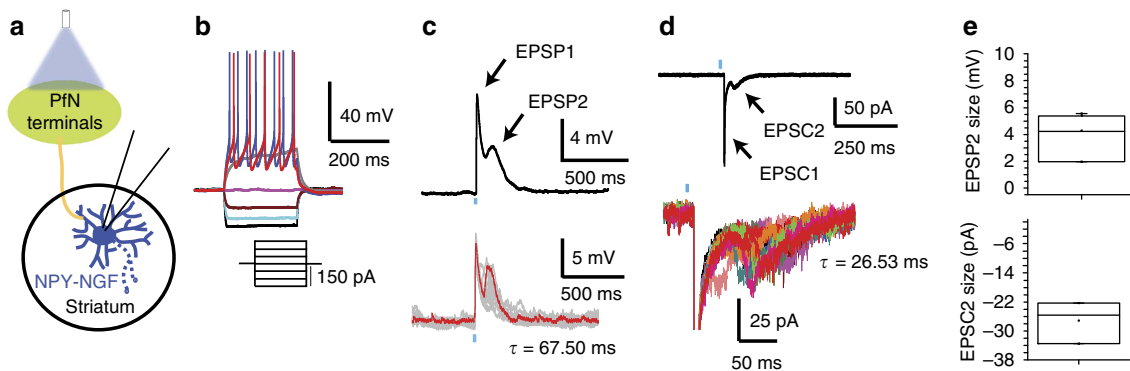 a
PfN
terminals
NPY-NGF
Striatum
b
40 mV
200 ms
150 pA
c
EPSP1
EPSP2
4 mV
500 ms
5 mV
500 ms
τ = 67.50 ms
d
EPSC2
EPSC1
50 pA
250 ms
τ = 26.53 ms
25 pA
50 ms
e
EPSP2 size (mV)
10
8
6
4
2
0
EPSC2 size (pA)
–6
–14
–22
–30
–38